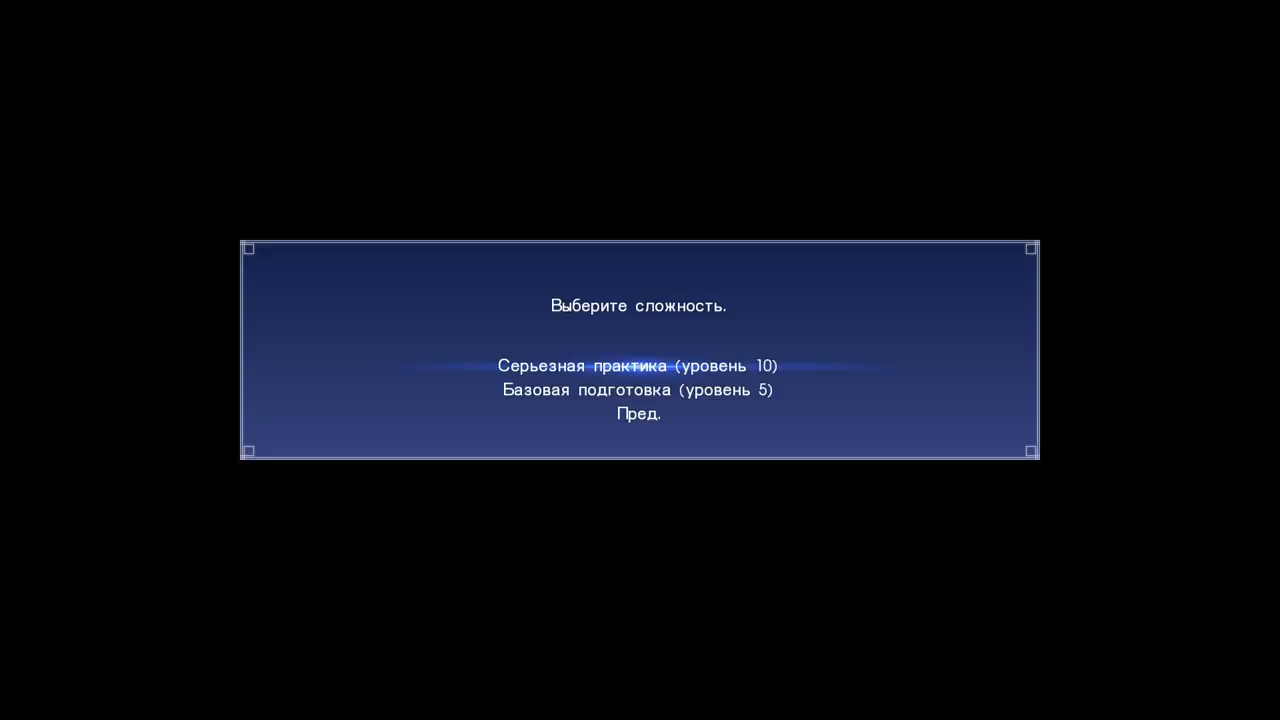 Выберите сложность.
Серьезная практика (уровень 10)
Базовая подготовка (уровень 5)
Пред.